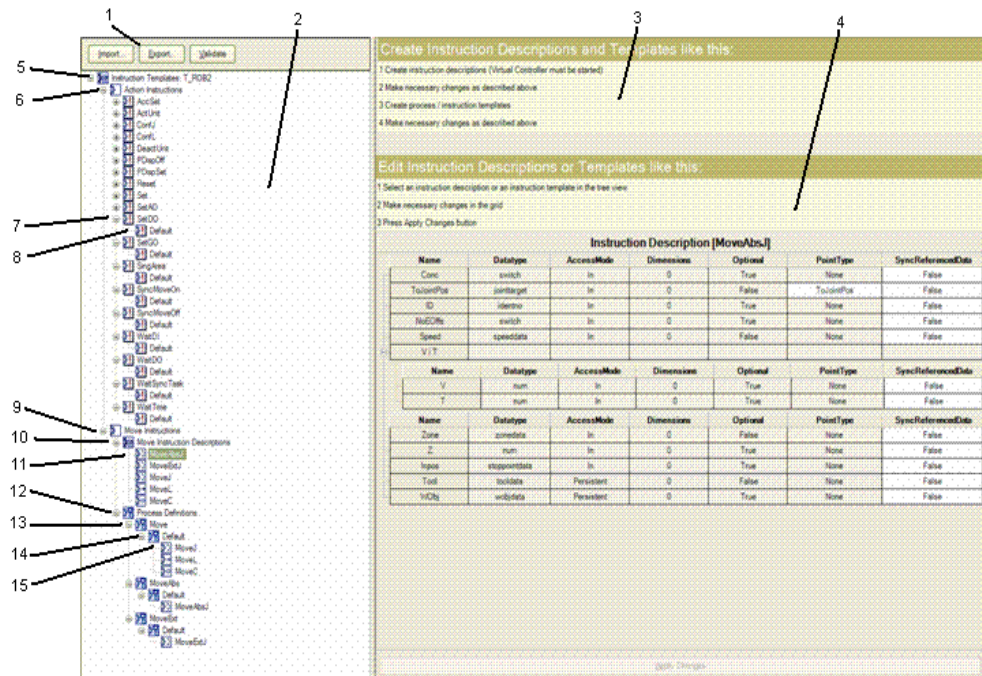 1
2
3
4
5
6
7
8
9
10
11
12
13
14
15
Import... Export... Validate
Instruction Templates: T_ROB2
Action Instructions
AccSet
ActUnit
ConfJ
ConfL
DeactUnit
PDispOff
PDispSet
Reset
Set
SetAO
SetDO
Default
SetGO
Default
SingArea
Default
SyncMoveOn
Default
SyncMoveOff
Default
WaitDI
Default
WaitDO
Default
WaitSyncTask
Default
WaitTime
Default
Move Instructions
Move Instruction Descriptions
MoveAbsJ
MoveExtJ
MoveJ
MoveL
MoveC
Process Definitions
Move
Default
MoveJ
MoveL
MoveC
MoveAbs
Default
MoveAbsJ
MoveExt
Default
MoveExtJ
Create Instruction Descriptions and Templates like this:
1 Create instruction descriptions (Virtual Controller must be started)
2 Make necessary changes as described above
3 Create process / instruction templates
4 Make necessary changes as described above
Edit Instruction Descriptions or Templates like this:
1 Select an instruction description or an instruction template in the tree view
2 Make necessary changes in the grid
3 Press Apply Changes button
Instruction Description [MoveAbsJ]
Name Datatype AccessMode Dimensions Optional PointType SyncReferencedData
Conc switch In 0 True None False
ToJointPos jointtarget In 0 False ToJointPos False
ID identno In 0 True None False
NoEOffs switch In 0 True None False
Speed speeddata In 0 False None False
V / T
Name Datatype AccessMode Dimensions Optional PointType SyncReferencedData
V num In 0 True None False
T num In 0 True None False
Name Datatype AccessMode Dimensions Optional PointType SyncReferencedData
Zone zonedata In 0 False None False
Z num In 0 True None False
Inpos stoppointdata In 0 True None False
Tool tooldata Persistent 0 False None False
WObj wobjdata Persistent 0 True None False
Apply Changes